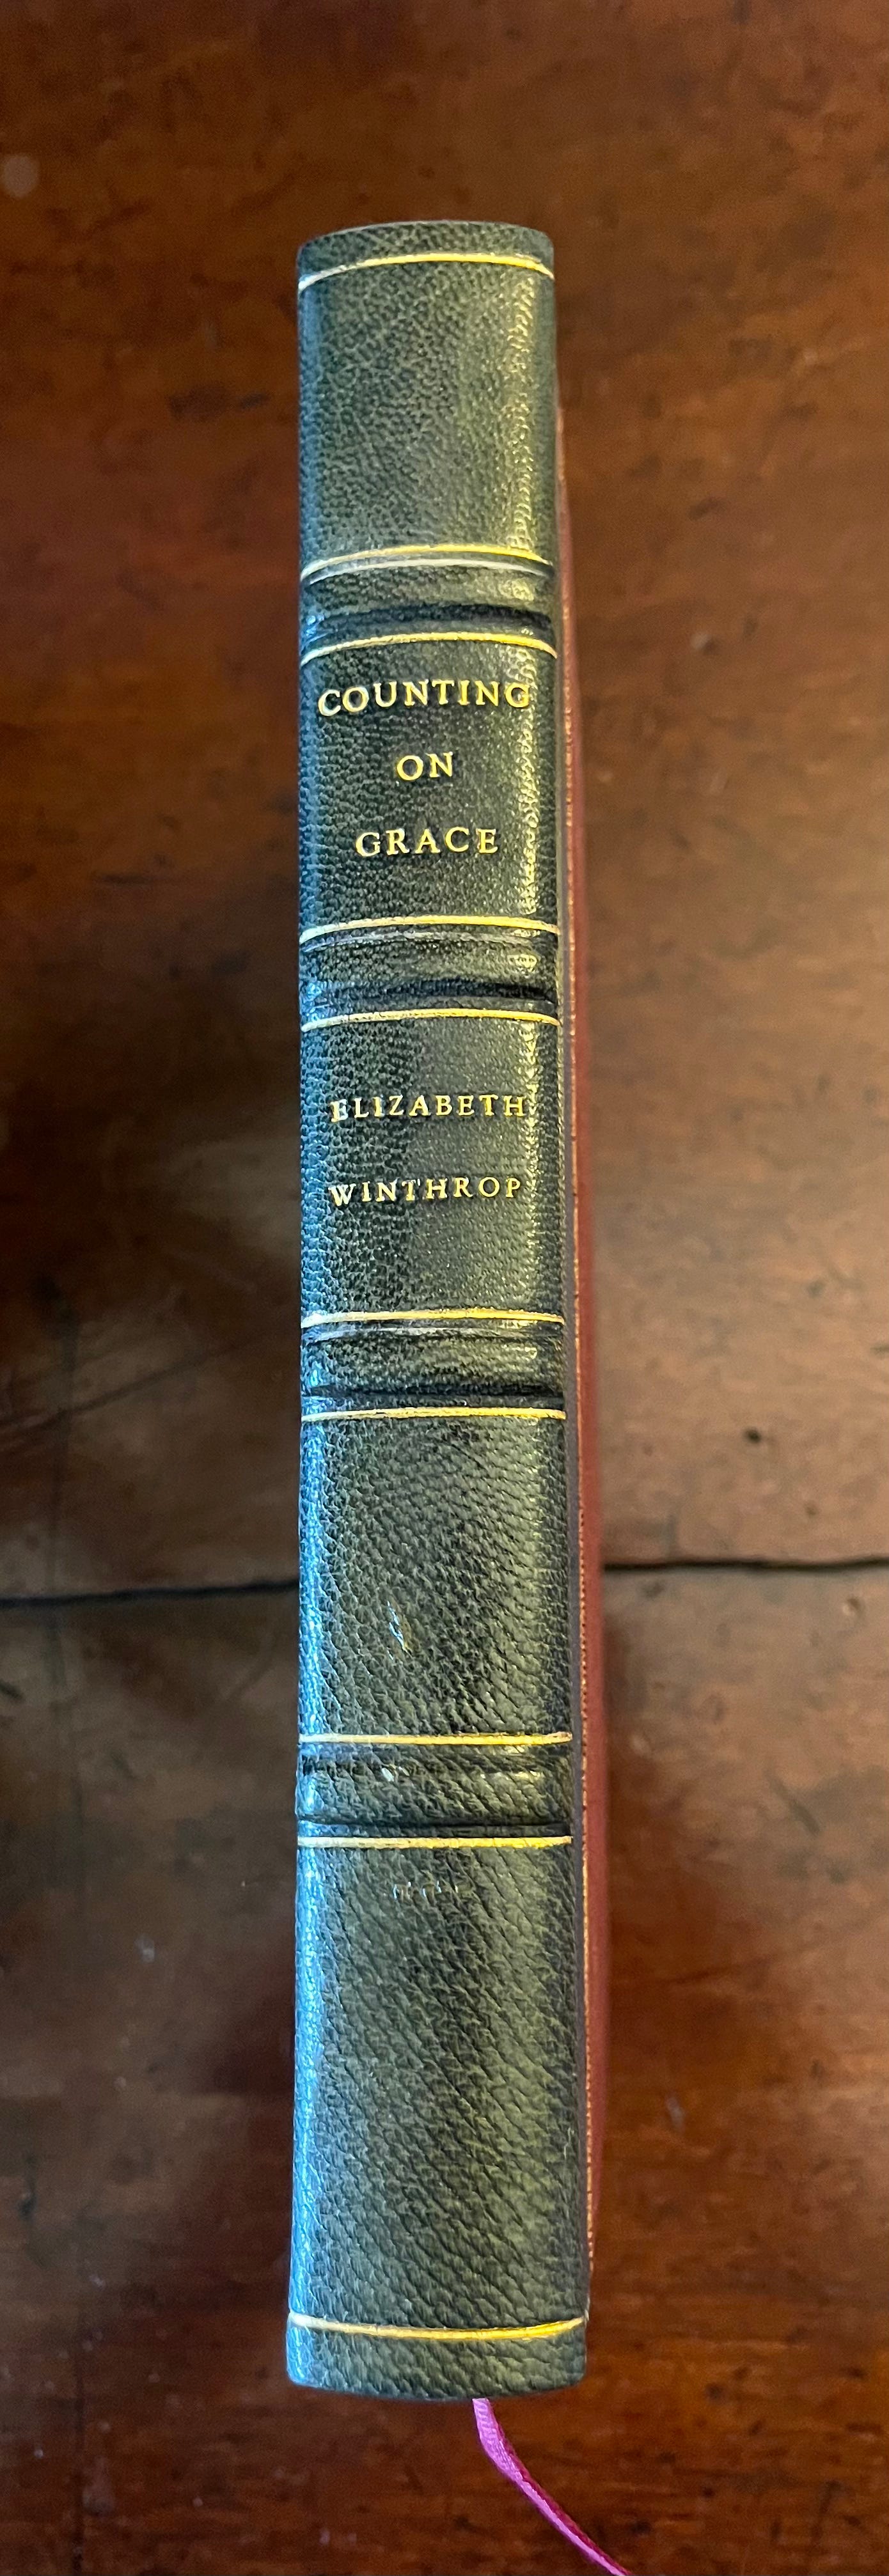 COUNTING
ON
GRACE
ELIZABETH
WINTHROP